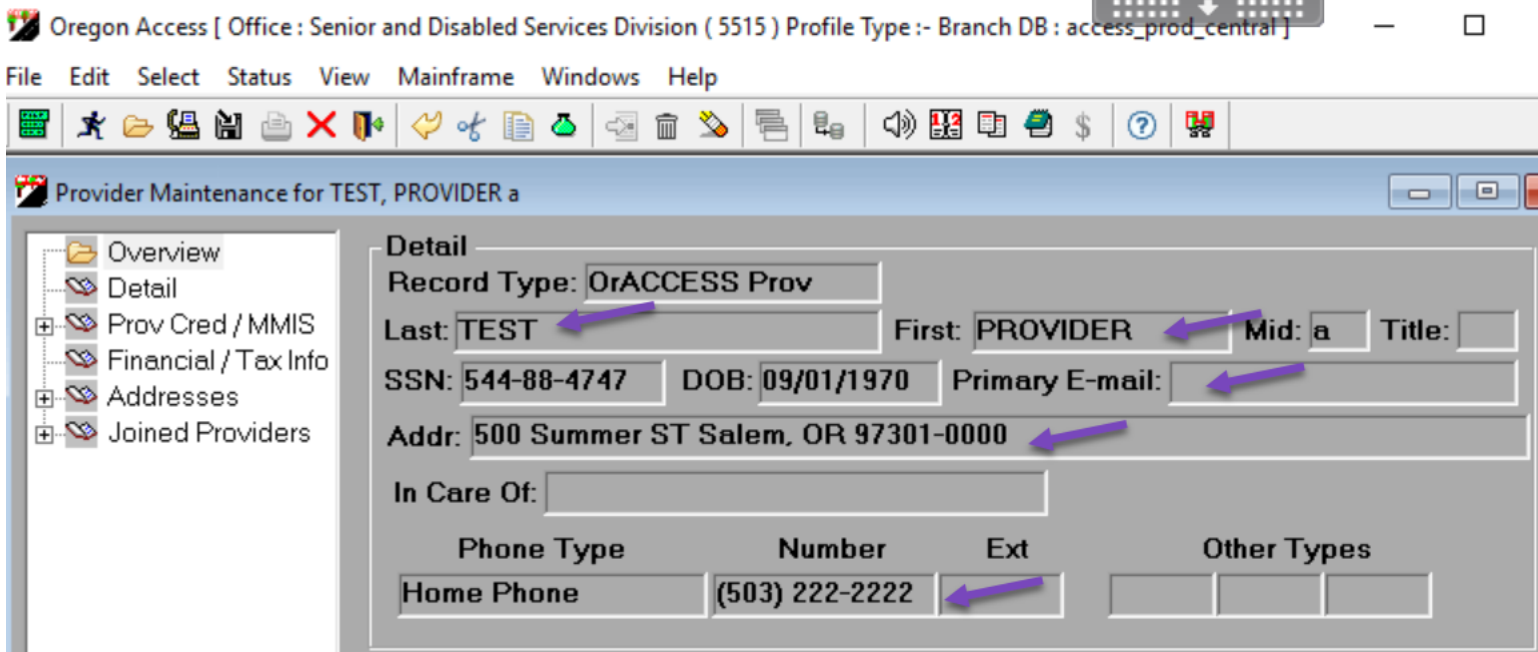 Oregon Access [ Office : Senior and Disabled Services Division ( 5515 ) Profile Type :- Branch DB : access_prod_central ]
File Edit Select Status View Mainframe Windows Help
Provider Maintenance for TEST, PROVIDER a
Overview
Detail
Prov Cred / MMIS
Financial / Tax Info
Addresses
Joined Providers
Detail
Record Type: OrACCESS Prov
Last: TEST First: PROVIDER Mid: a Title:
SSN: 544-88-4747 DOB: 09/01/1970 Primary E-mail:
Addr: 500 Summer ST Salem, OR 97301-0000
In Care Of:
Phone Type Number Ext Other Types
Home Phone (503) 222-2222